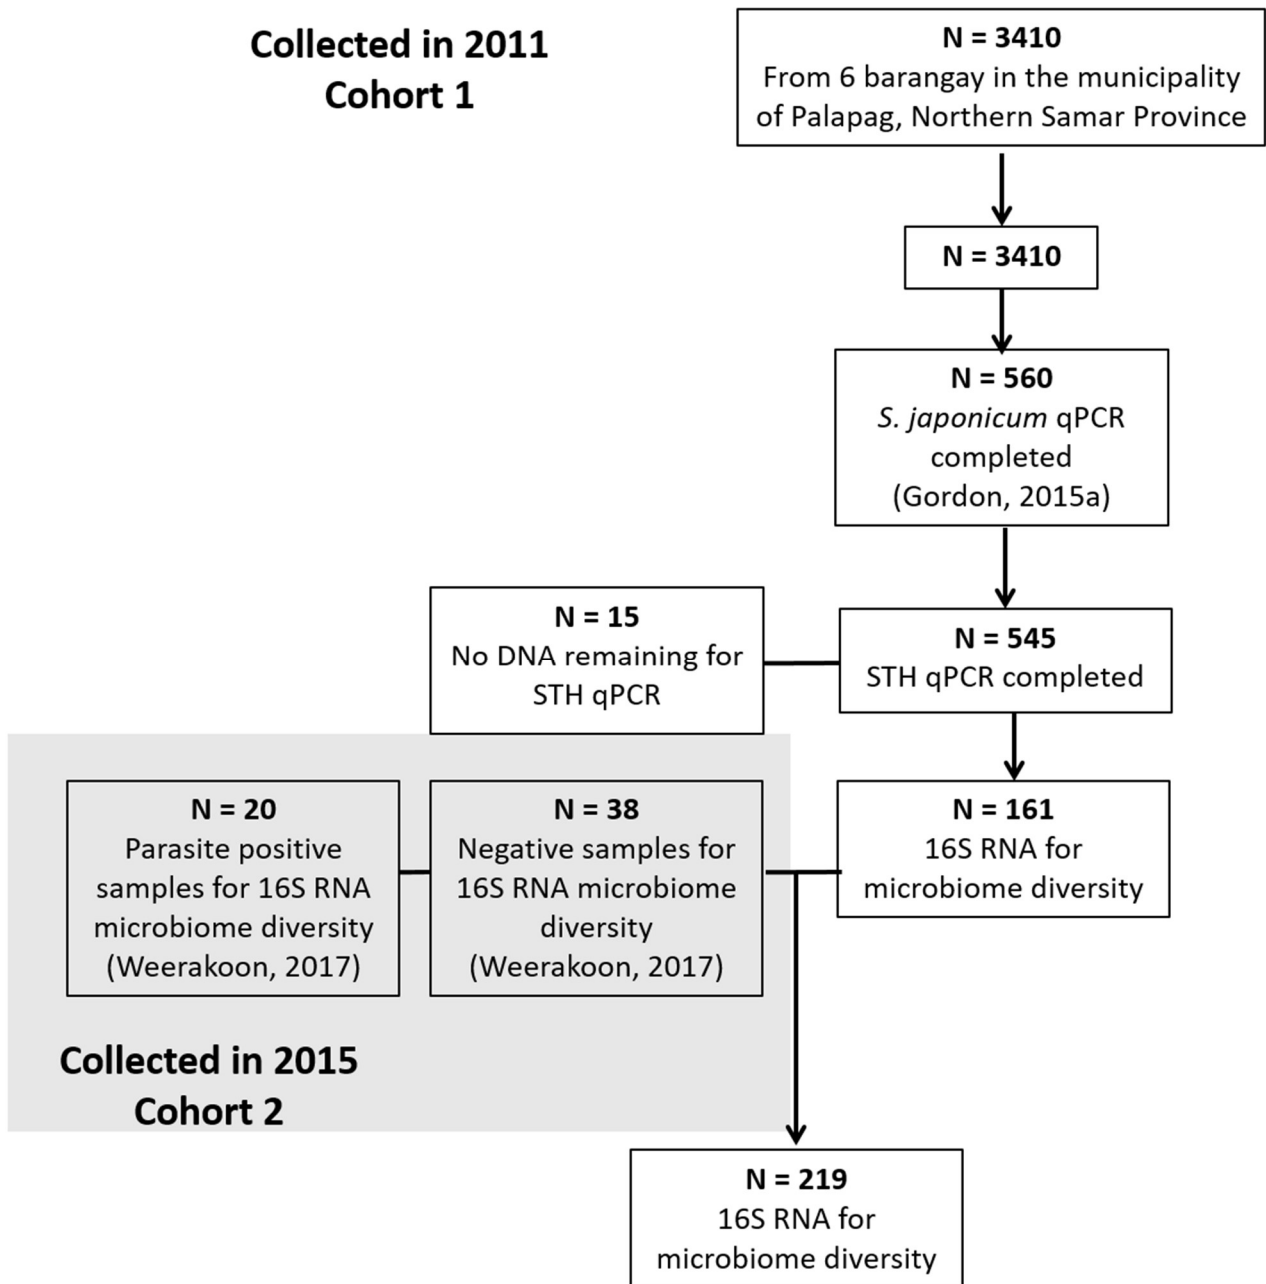 Collected in 2011
Cohort 1
N = 3410
From 6 barangay in the municipality
of Palapag, Northern Samar Province
N = 3410
N = 560
S. japonicum qPCR
completed
(Gordon, 2015a)
N = 15
No DNA remaining for
STH qPCR
N = 545
STH qPCR completed
N = 20
Parasite positive
samples for 16S RNA
microbiome diversity
(Weerakoon, 2017)
N = 38
Negative samples for
16S RNA microbiome
diversity
(Weerakoon, 2017)
N = 161
16S RNA for
microbiome diversity
Collected in 2015
Cohort 2
N = 219
16S RNA for
microbiome diversity